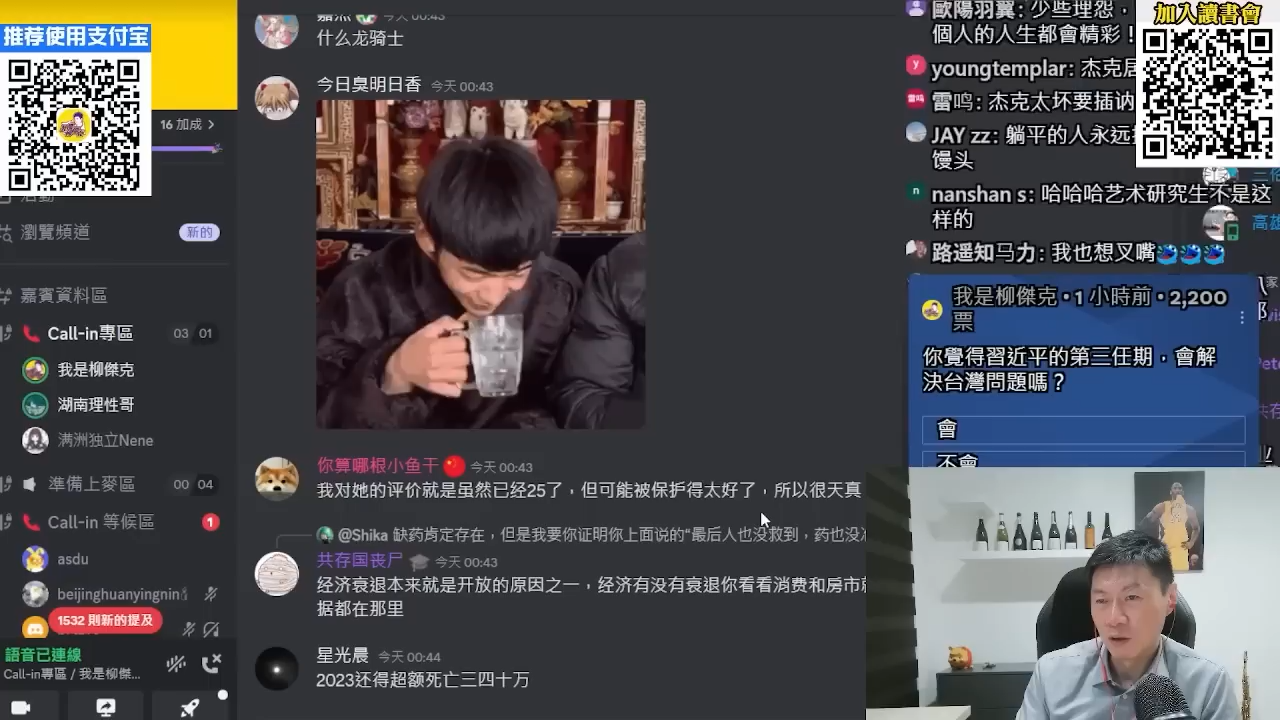 推荐使用支付宝
16 加成
瀏覽頻道
新的
嘉賓資料區
Call-in專區
03 01
我是柳傑克
湖南理性哥
满洲独立Nene
準備上麥區
00 04
Call-in 等候區
1
asdu
beijinghuanyingnin
1532 則新的提及
語音已連線
Call-in專區 / 我是柳傑...
今天 00:43
什么龙骑士
今日臭明日香 今天 00:43
你算哪根小鱼干 今天 00:43
我对她的评价就是虽然已经25了，但可能被保护得太好了，所以很天真
@Shika 缺药肯定存在，但是我要你证明你上面说的“最后人也没救到，药也没
共存国丧尸 今天 00:43
经济衰退本来就是开放的原因之一，经济有没有衰退你看看消费和房市
据都在那里
星光晨 今天 00:44
2023还得超额死亡三四十万
加入讀書會
歐陽羽翼: 少些埋怨，
個人的人生都會精彩！
youngtemplar: 杰克
雷鸣: 杰克太坏要插讷
JAY zz: 躺平的人永远
馒头
nanshan s: 哈哈哈艺术研究生不是这
样的
路遥知马力: 我也想叉嘴
我是柳傑克 • 1 小時前 • 2,200
票
你覺得習近平的第三任期，會解
決台灣問題嗎？
會
不會
高雄